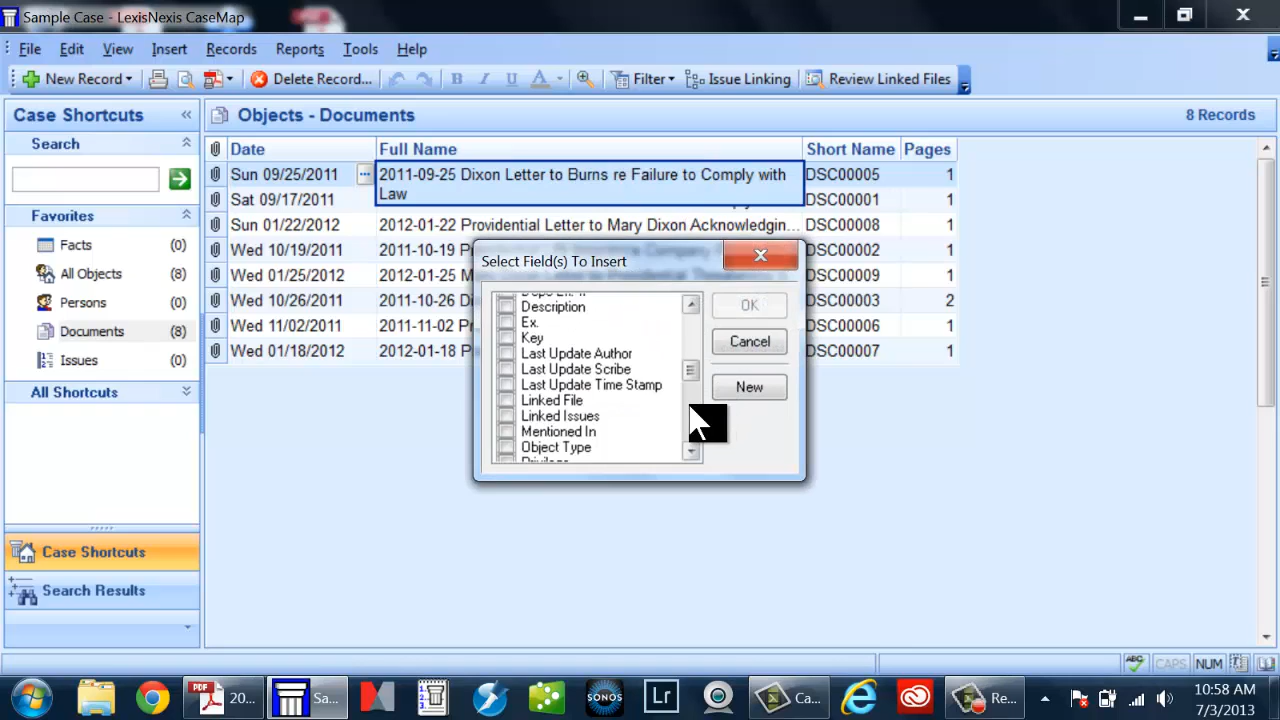 Sample Case - LexisNexis CaseMap
File Edit View Insert Records Reports Tools Help
New Record Delete Record... B I U A Filter Issue Linking Review Linked Files
Case Shortcuts
Objects - Documents
8 Records
Search
Favorites
Facts (0)
All Objects (8)
Persons (0)
Documents (8)
Issues (0)
All Shortcuts
Case Shortcuts
Search Results
Date Full Name Short Name Pages
Sun 09/25/2011 2011-09-25 Dixon Letter to Burns re Failure to Comply with Law DSC00005 1
Sat 09/17/2011 DSC00001 1
Sun 01/22/2012 2012-01-22 Providential Letter to Mary Dixon Acknowledgin... DSC00008 1
Wed 10/19/2011 2011-10-19 DSC00002 1
Wed 01/25/2012 2012-01-25 DSC00009 1
Wed 10/26/2011 2011-10-26 DSC00003 2
Wed 11/02/2011 2011-11-02 DSC00006 1
Wed 01/18/2012 2012-01-18 DSC00007 1
Select Field(s) To Insert
Description
Ex.
Key
Last Update Author
Last Update Scribe
Last Update Time Stamp
Linked File
Linked Issues
Mentioned In
Object Type
OK
Cancel
New
ABC CAPS NUM
PDF 20... Sa... SONOS Lr Ca... Re...
10:58 AM
7/3/2013